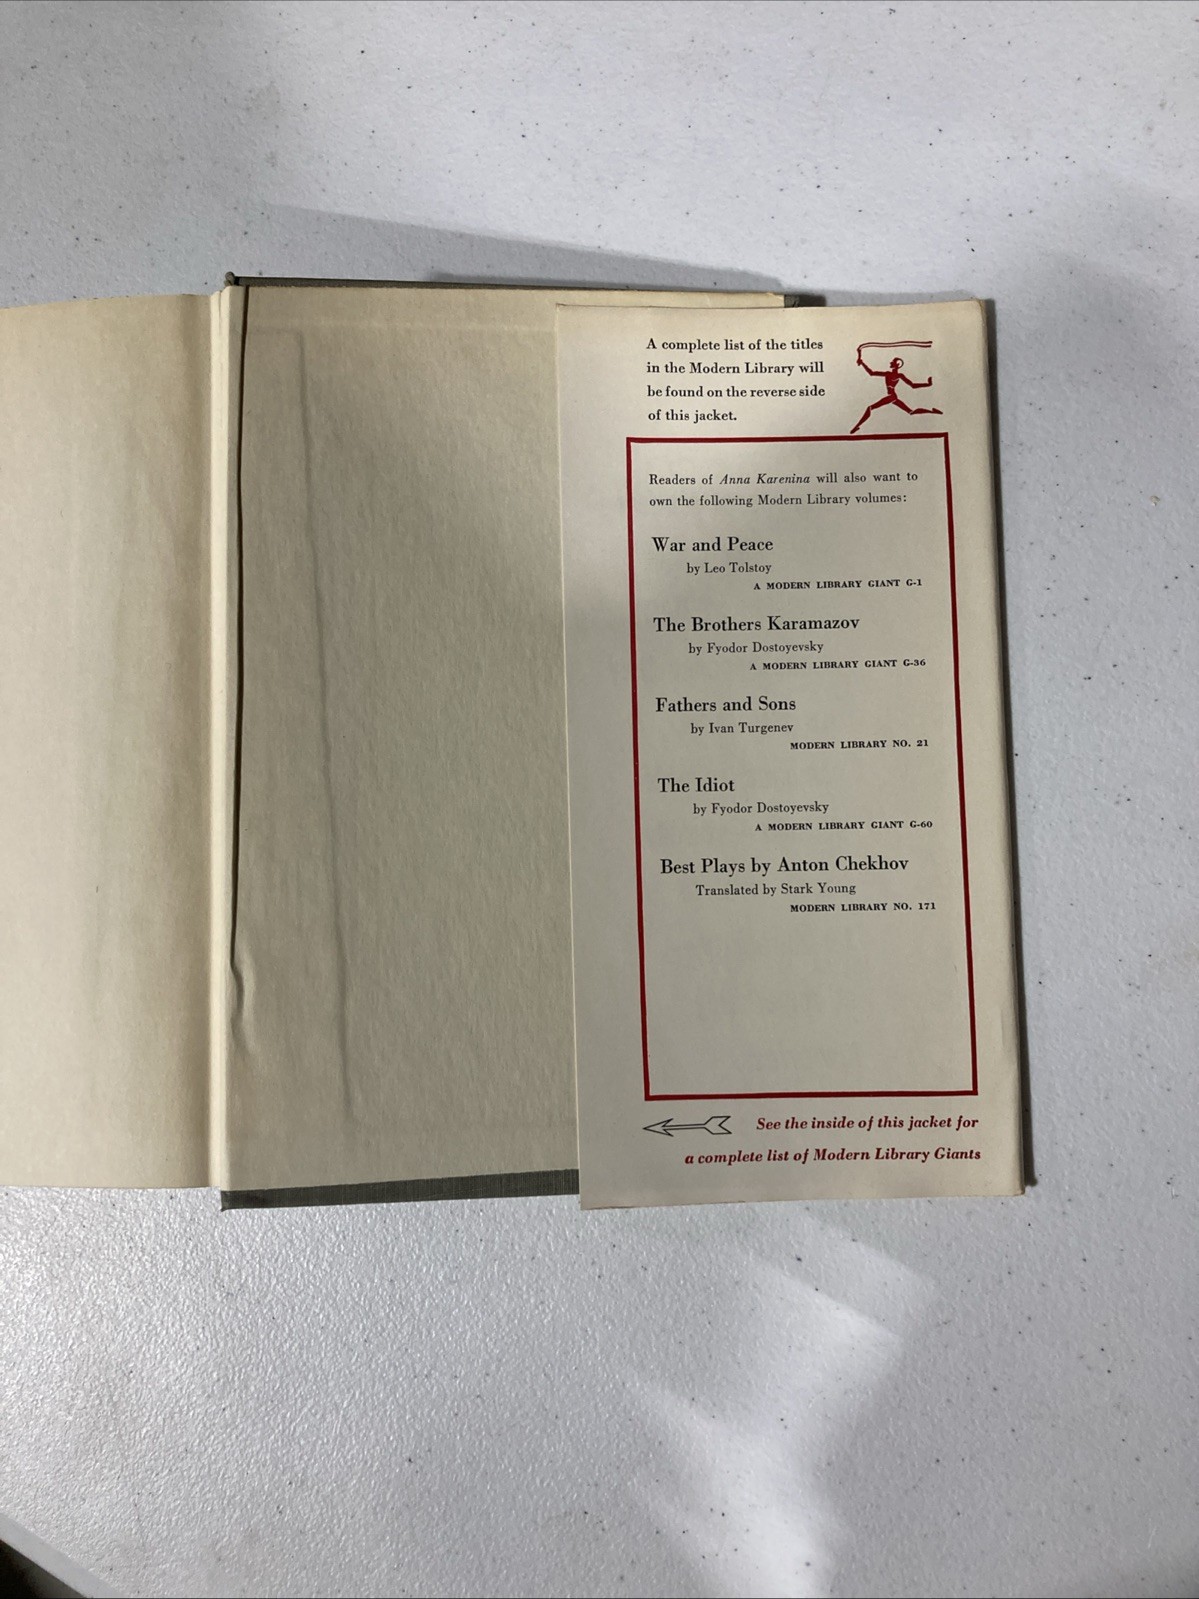 A complete list of the titles
in the Modern Library will
be found on the reverse side
of this jacket.
Readers of Anna Karenina will also want to
own the following Modern Library volumes:
War and Peace
by Leo Tolstoy
A MODERN LIBRARY GIANT G-1
The Brothers Karamazov
by Fyodor Dostoyevsky
A MODERN LIBRARY GIANT G-36
Fathers and Sons
by Ivan Turgenev
MODERN LIBRARY NO. 21
The Idiot
by Fyodor Dostoyevsky
A MODERN LIBRARY GIANT G-60
Best Plays by Anton Chekhov
Translated by Stark Young
MODERN LIBRARY NO. 171
See the inside of this jacket for
a complete list of Modern Library Giants